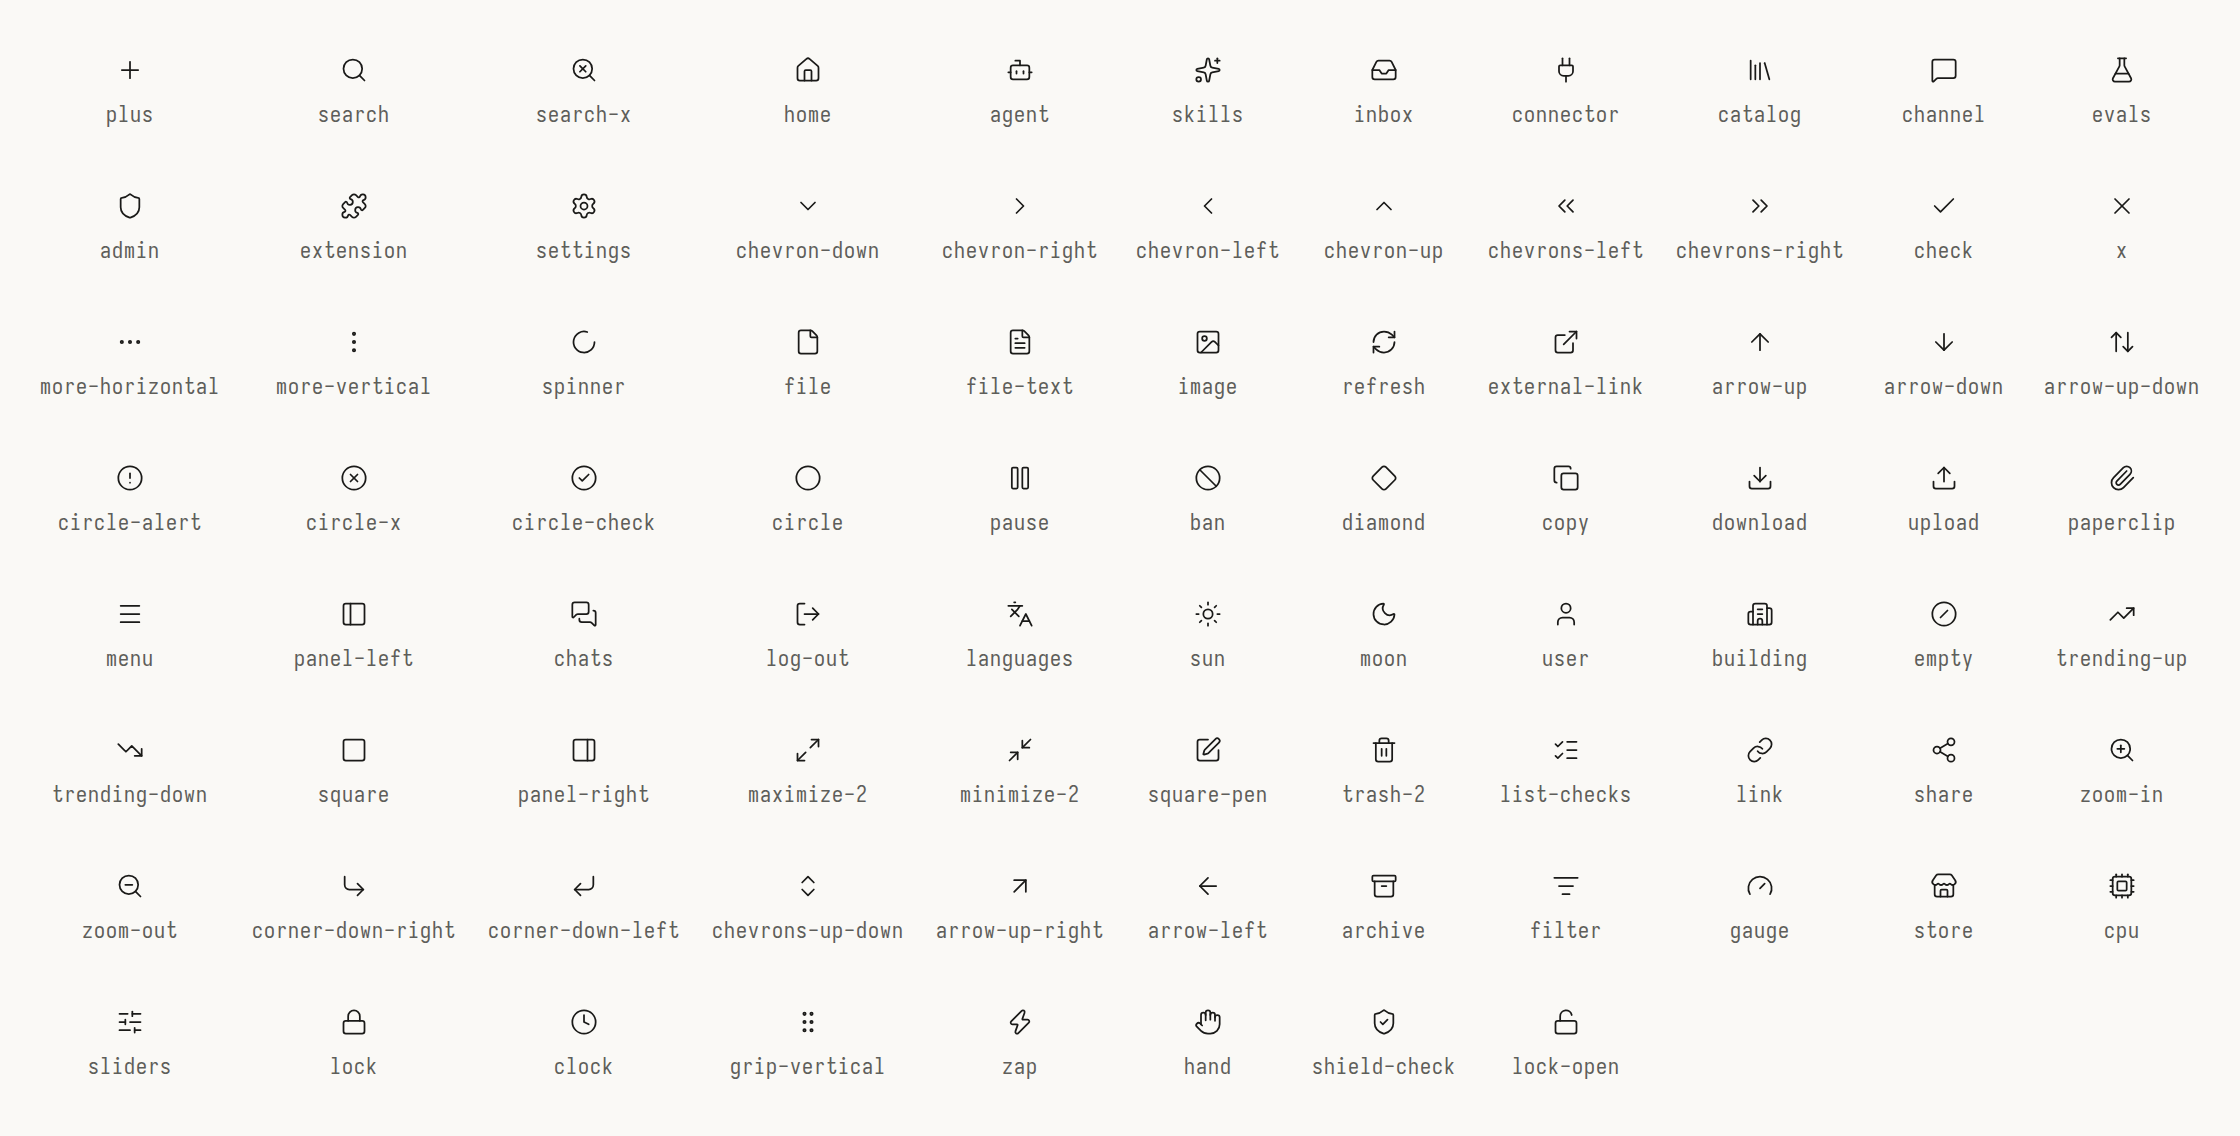 plus search search-x home agent skills inbox connector catalog channel evals
admin extension settings chevron-down chevron-right chevron-left chevron-up chevrons-left chevrons-right check x
more-horizontal more-vertical spinner file file-text image refresh external-link arrow-up arrow-down arrow-up-down
circle-alert circle-x circle-check circle pause ban diamond copy download upload paperclip
menu panel-left chats log-out languages sun moon user building empty trending-up
trending-down square panel-right maximize-2 minimize-2 square-pen trash-2 list-checks link share zoom-in
zoom-out corner-down-right corner-down-left chevrons-up-down arrow-up-right arrow-left archive filter gauge store cpu
sliders lock clock grip-vertical zap hand shield-check lock-open